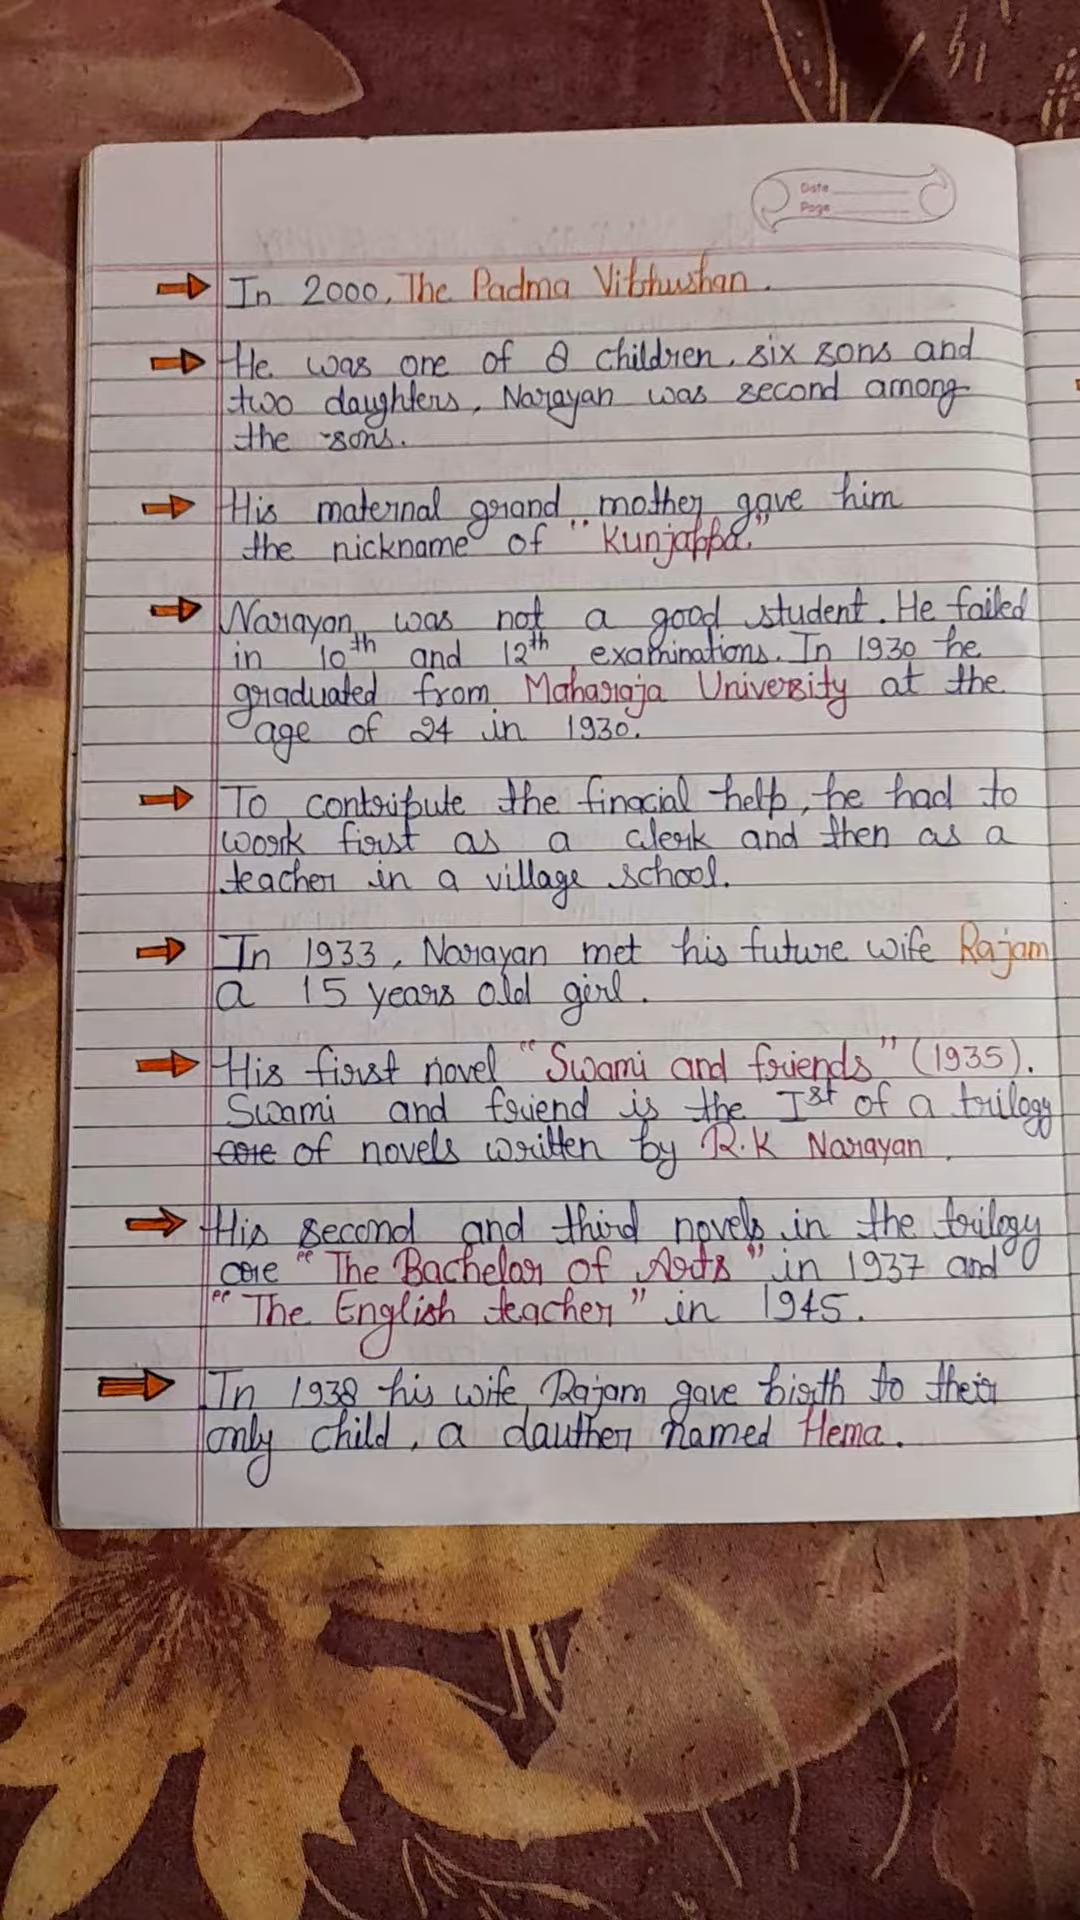 Date
Page
→ In 2000, The Padma Vibhushan.
→ He was one of 8 children, six sons and
two daughters, Narayan was second among
the sons.
→ His maternal grand mother gave him
the nickname of "Kunjappa."
→ Narayan was not a good student. He failed
in 10th and 12th examinations. In 1930 he
graduated from Maharaja University at the
age of 24 in 1930.
→ To contribute the finacial help, he had to
work first as a clerk and then as a
teacher in a village school.
→ In 1933, Narayan met his future wife Rajam
a 15 years old girl.
→ His first novel "Swami and friends" (1935).
Swami and friend is the Ist of a trilogy
of novels written by R.K Narayan.
→ His second and third novels in the trilogy
are "The Bachelor of Arts" in 1937 and
"The English teacher" in 1945.
→ In 1938 his wife Rajam gave birth to their
only child, a dauther named Hema.